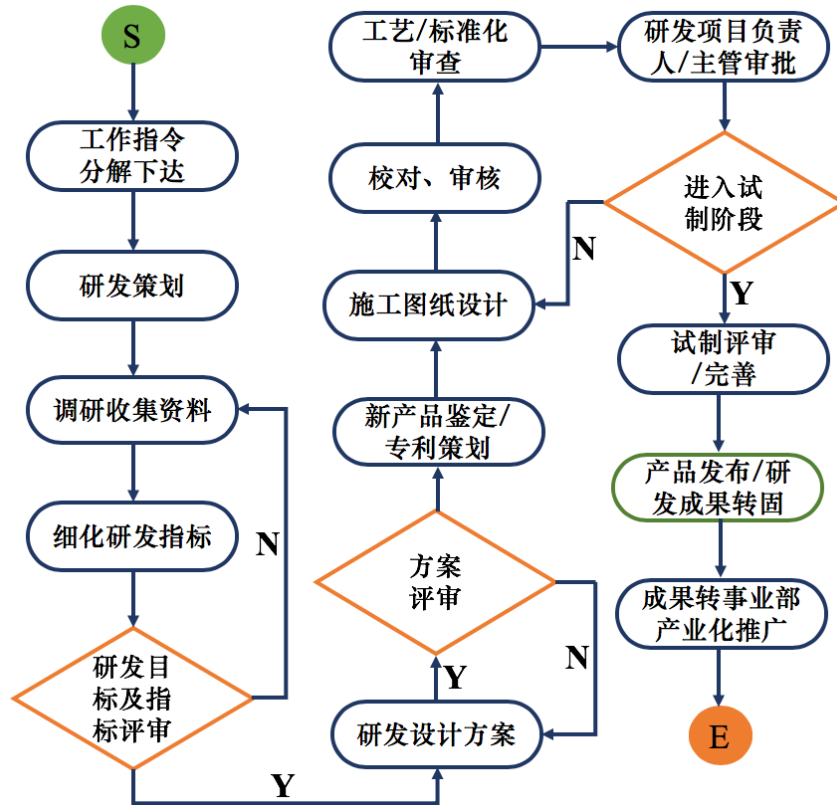 S
工作指令
分解下达
研发策划
调研收集资料
细化研发指标
N
研发目
标及指
标评审
Y
工艺/标准化
审查
校对、审核
施工图纸设计
新产品鉴定/
专利策划
方案
评审
N
Y
研发设计方案
研发项目负责
人/主管审批
进入试
制阶段
N
Y
试制评审
/完善
产品发布/研
发成果转固
成果转事业部
产业化推广
E